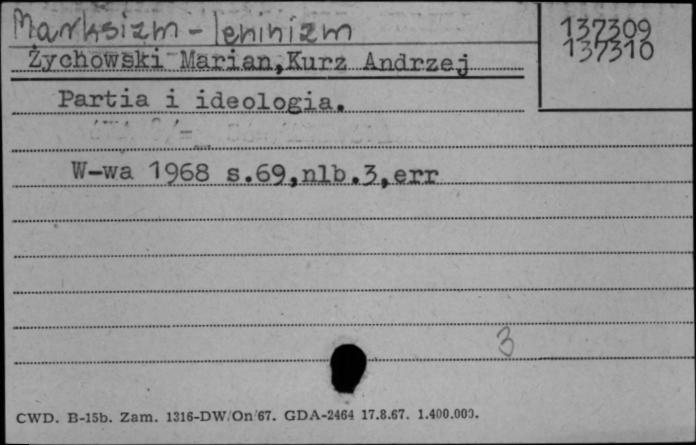 Marksizm-leninizm
137309
137310
Żychowski Marian,Kurz Andrzej
Partia i ideologia.
W-wa 1968 s.69,nlb.3,err
3
CWD. B-15b. Zam. 1316-DW/On/67. GDA-2464 17.8.67. 1.400.000.